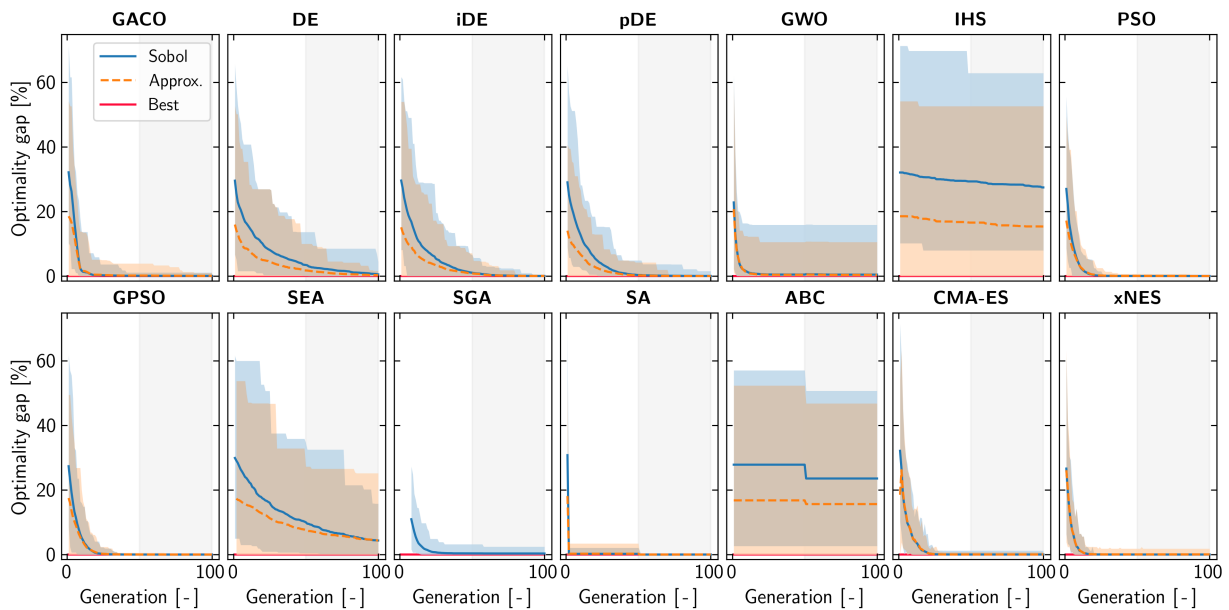 GACO DE iDE pDE GWO IHS PSO
Sobol
Approx.
Best
Optimality gap [%]
60
40
20
0
GPSO SEA SGA SA ABC CMA-ES xNES
Optimality gap [%]
60
40
20
0
0 100 0 100 0 100 0 100 0 100 0 100 0 100
Generation [-] Generation [-] Generation [-] Generation [-] Generation [-] Generation [-] Generation [-]